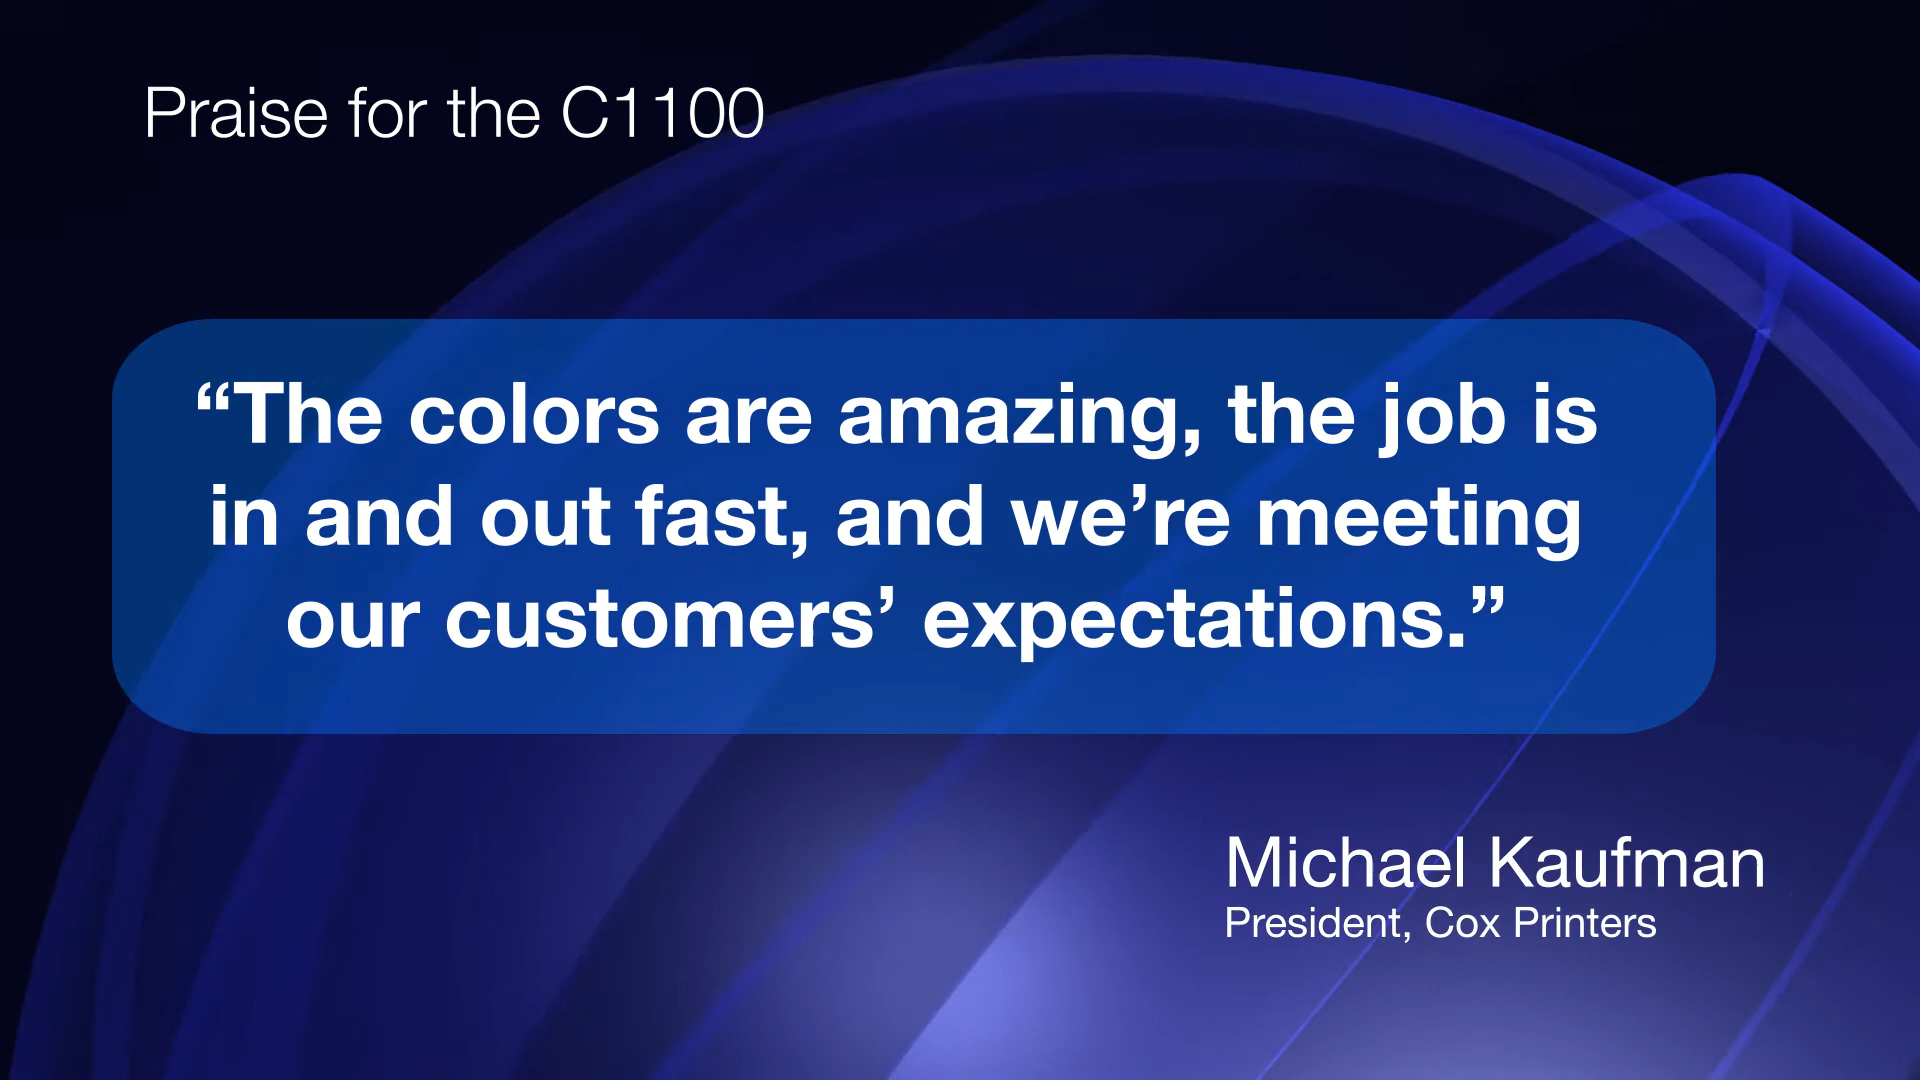 Praise for the C1100
“The colors are amazing, the job is
in and out fast, and we’re meeting
our customers’ expectations.”
Michael Kaufman
President, Cox Printers